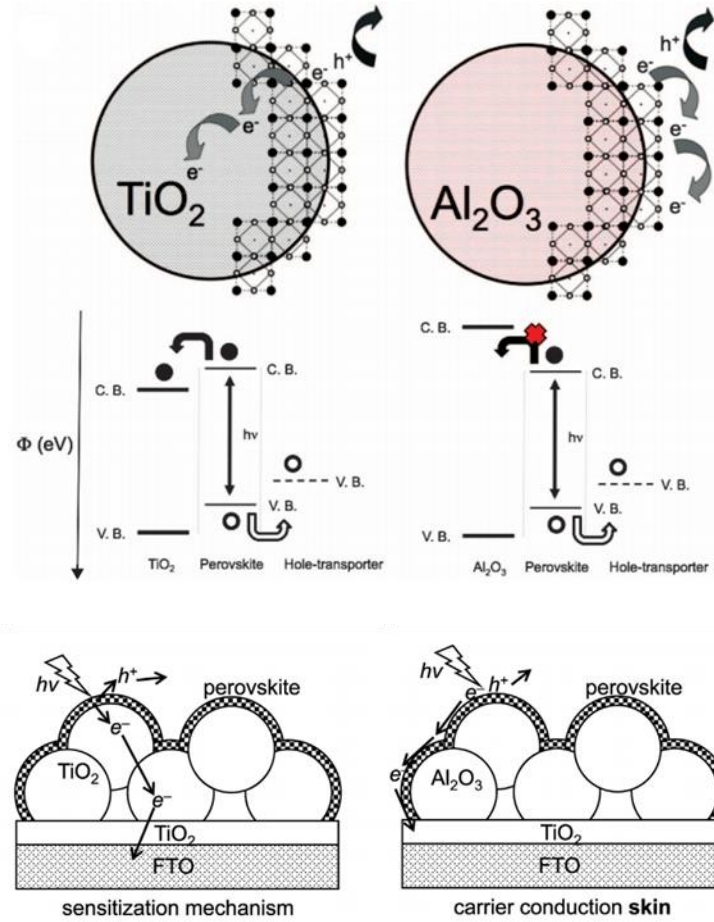 h⁺
e⁻
e⁻
e⁻
TiO₂
h⁺
e⁻
e⁻
e⁻
Al₂O₃
Φ (eV)
C. B.
C. B.
hν
V. B.
V. B.
V. B.
TiO₂ Perovskite Hole-transporter
C. B.
C. B.
hν
V. B.
V. B.
V. B.
Al₂O₃ Perovskite Hole-transporter
hν
h⁺
perovskite
e⁻
TiO₂
e⁻
TiO₂
FTO
sensitization mechanism
hν
e⁻ h⁺
perovskite
e⁻
Al₂O₃
TiO₂
FTO
carrier conduction skin